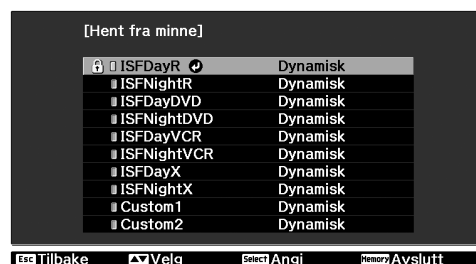 [Hent fra minne]
ISFDayR Dynamisk
ISFNightR Dynamisk
ISFDayDVD Dynamisk
ISFNightDVD Dynamisk
ISFDayVCR Dynamisk
ISFNightVCR Dynamisk
ISFDayX Dynamisk
ISFNightX Dynamisk
Custom1 Dynamisk
Custom2 Dynamisk
Esc Tilbake Velg Select Angi Memory Avslutt